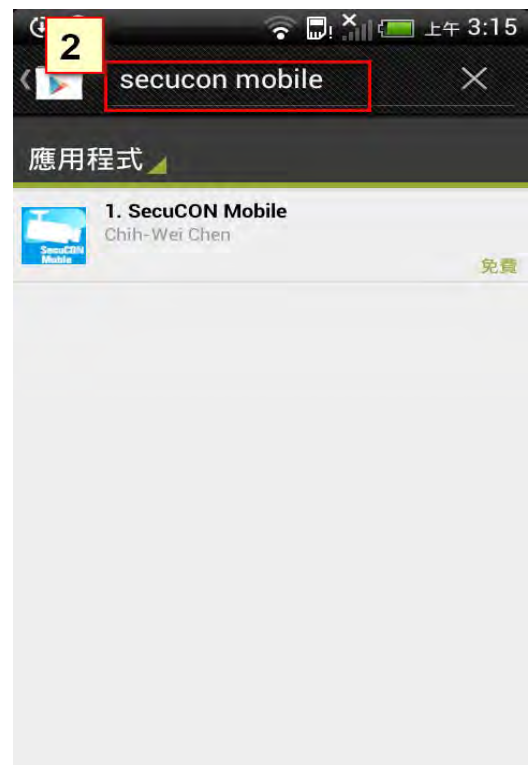 上午 3:15
2
secucon mobile
應用程式
1. SecuCON Mobile
Chih-Wei Chen
SecuCON
Mobile
免費